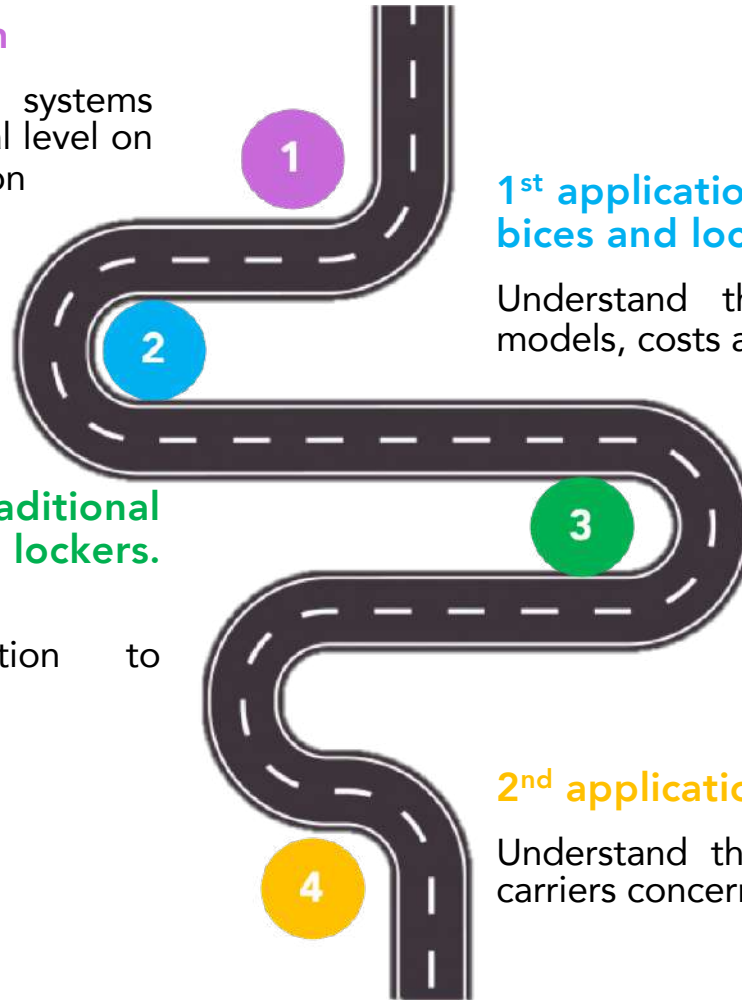 n
systems
al level on
on
1
1st applicatio
bices and loc
Understand th
models, costs a
2
aditional
lockers.
3
tion to
2nd applicatio
Understand th
carriers concern
4